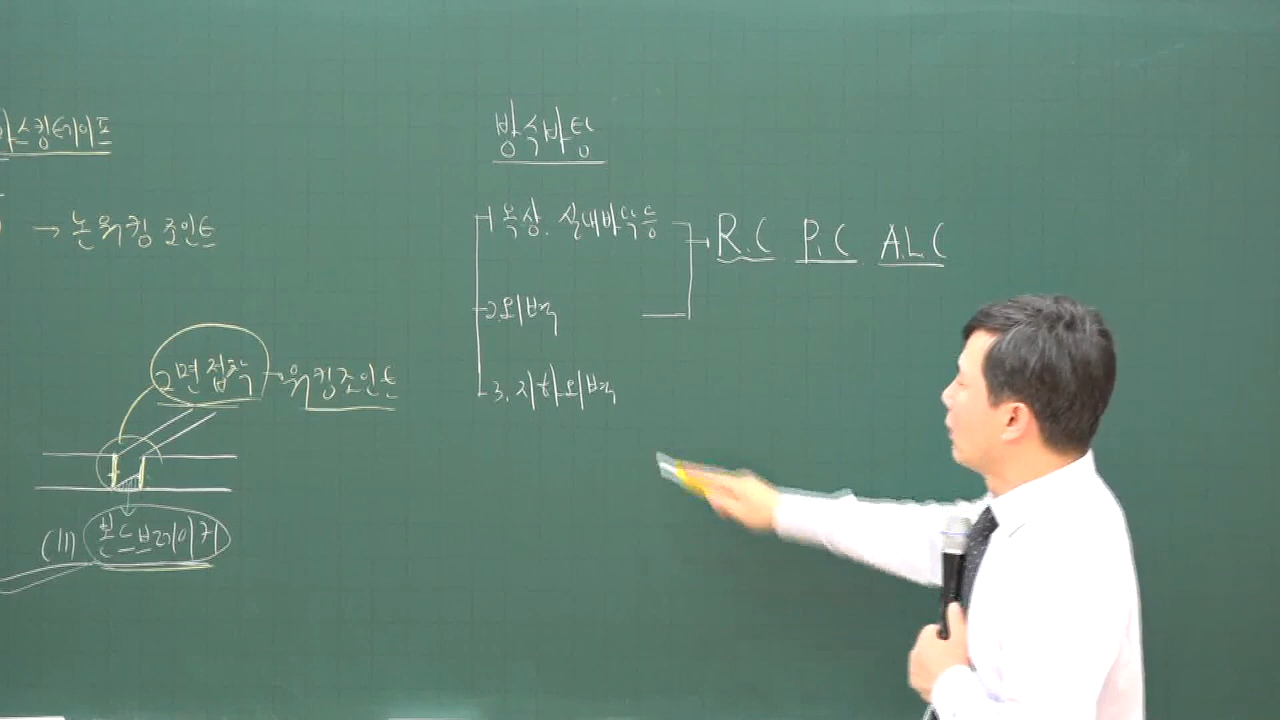 마스킹테이프
→ 논워킹 조인트
2면접착 → 워킹조인트
(111) 본드브레이커
방수바탕
1 옥상. 실내바닥등
R.C P.C A.L.C
2. 외벽
3. 지하외벽